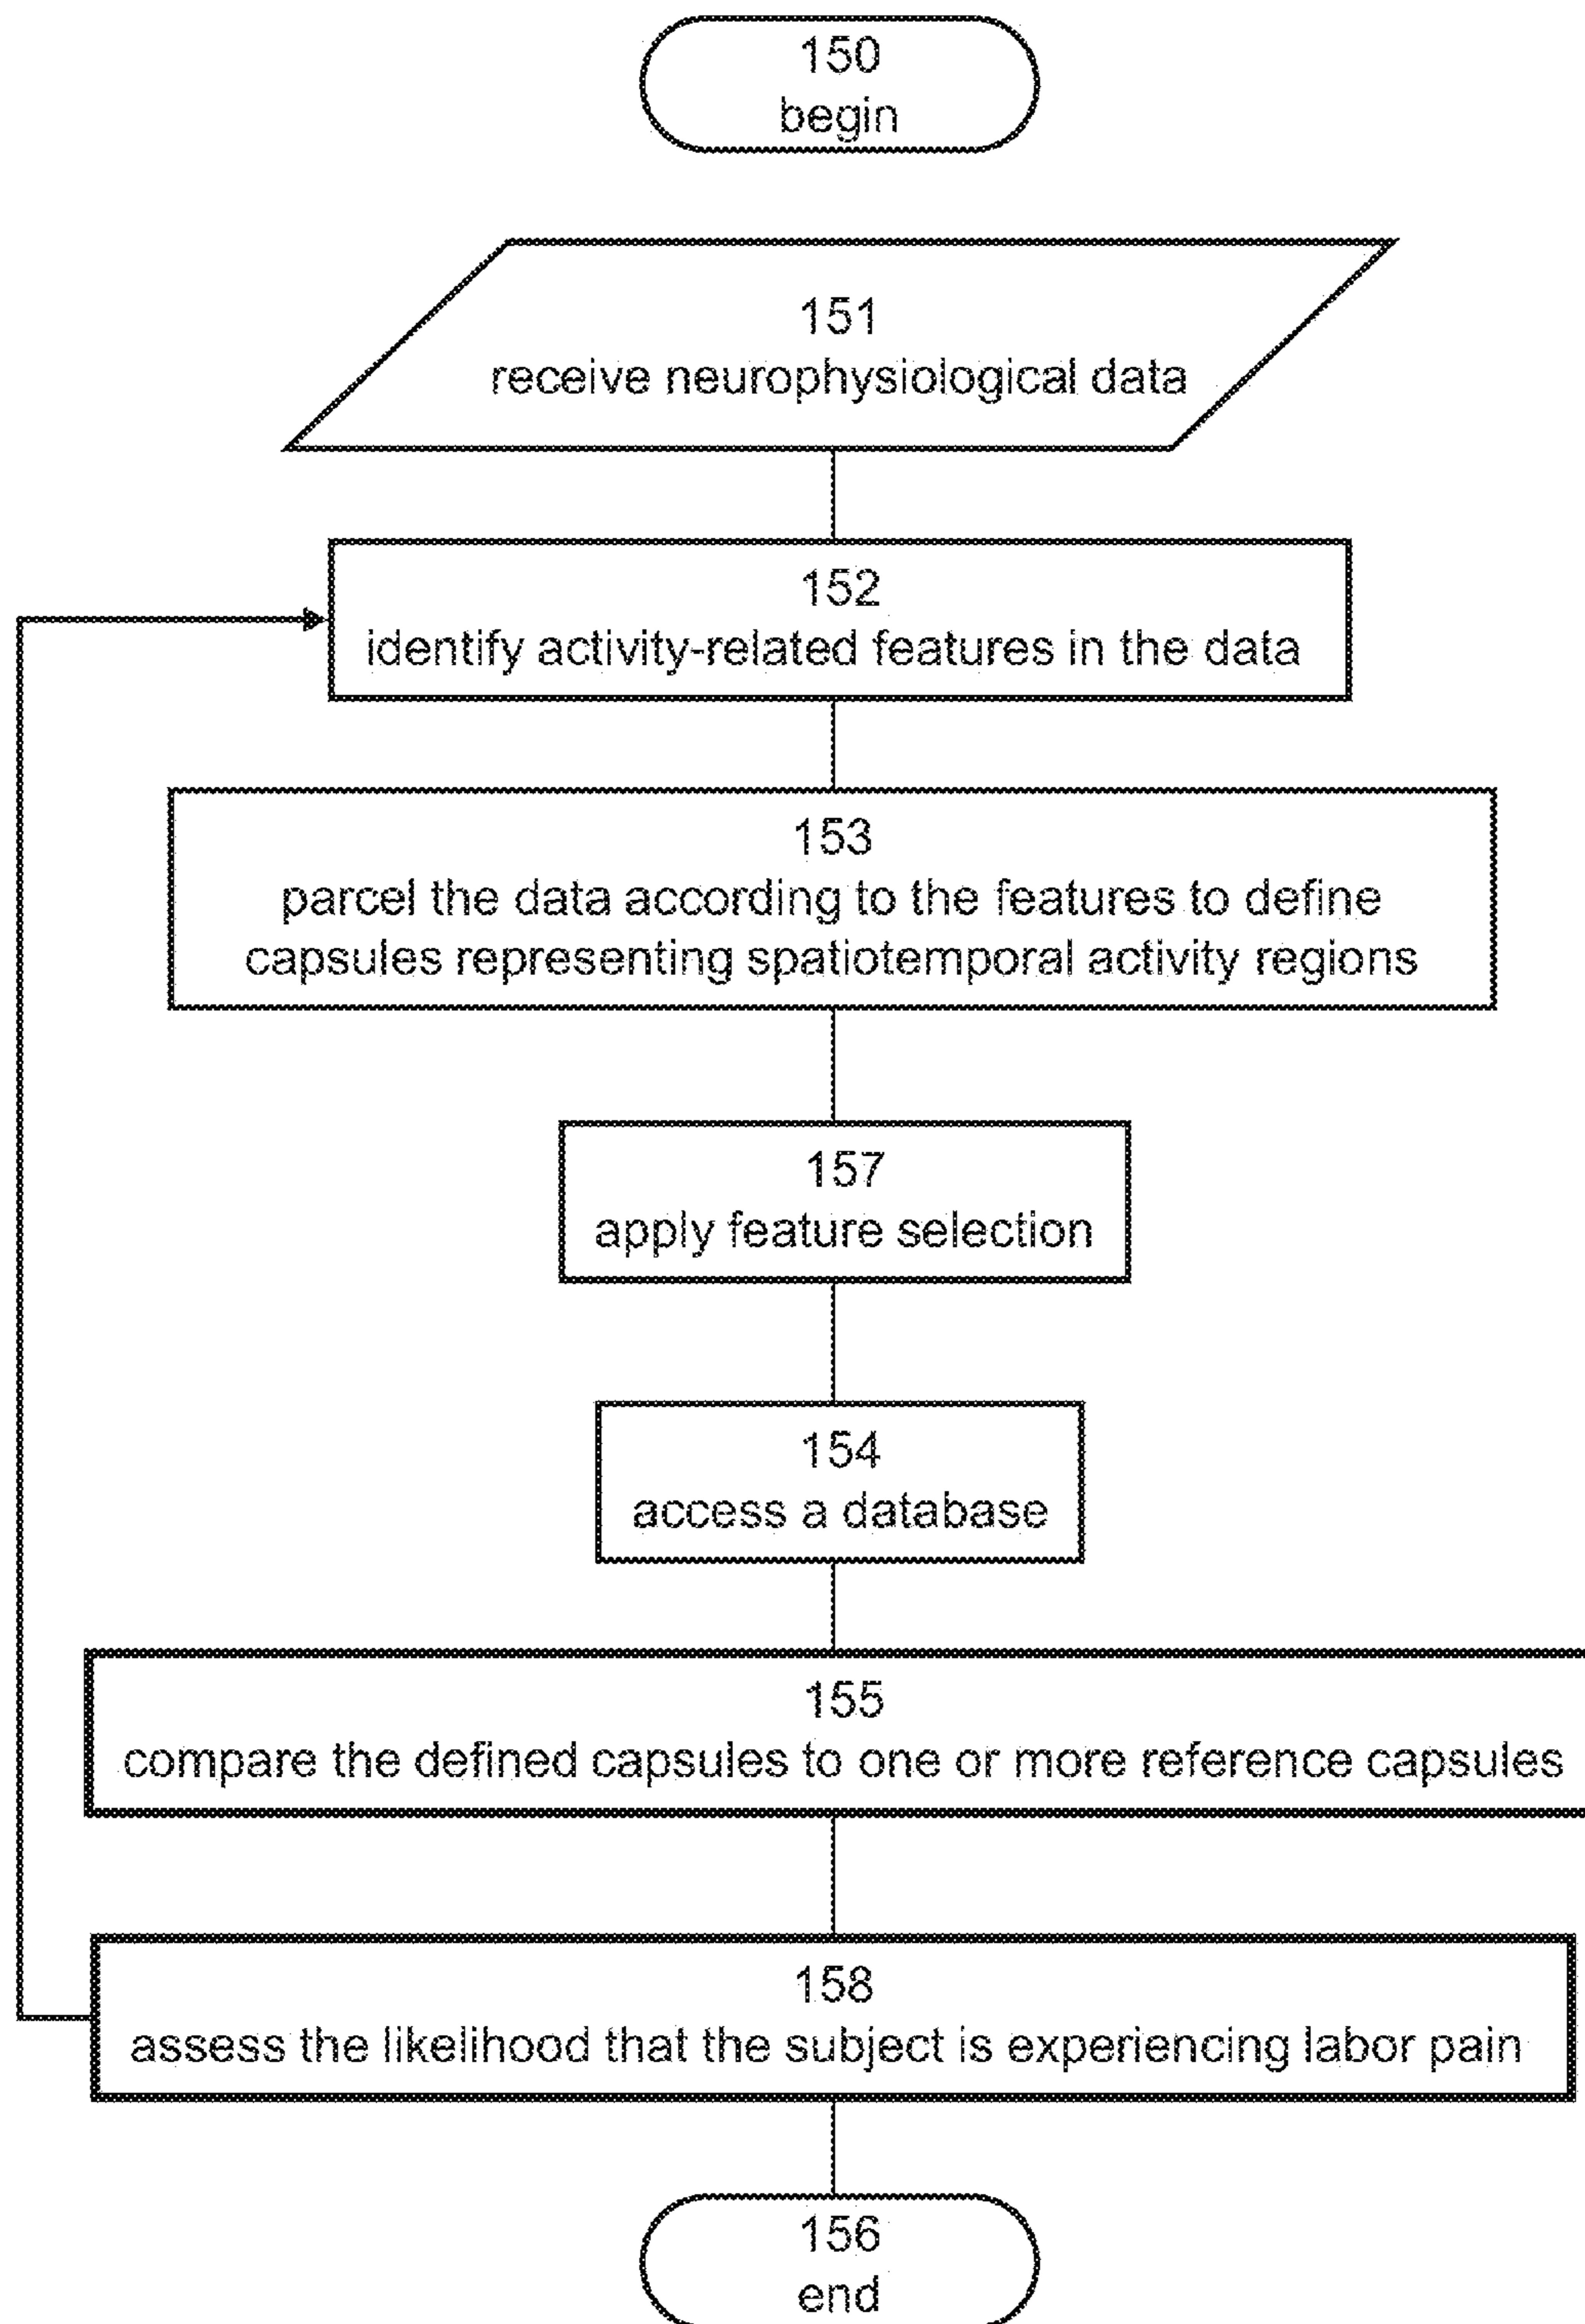 150
begin
151
receive neurophysiological data
152
identify activity-related features in the data
153
parcel the data according to the features to define
capsules representing spatiotemporal activity regions
157
apply feature selection
154
access a database
155
compare the defined capsules to one or more reference capsules
158
assess the likelihood that the subject is experiencing labor pain
156
end